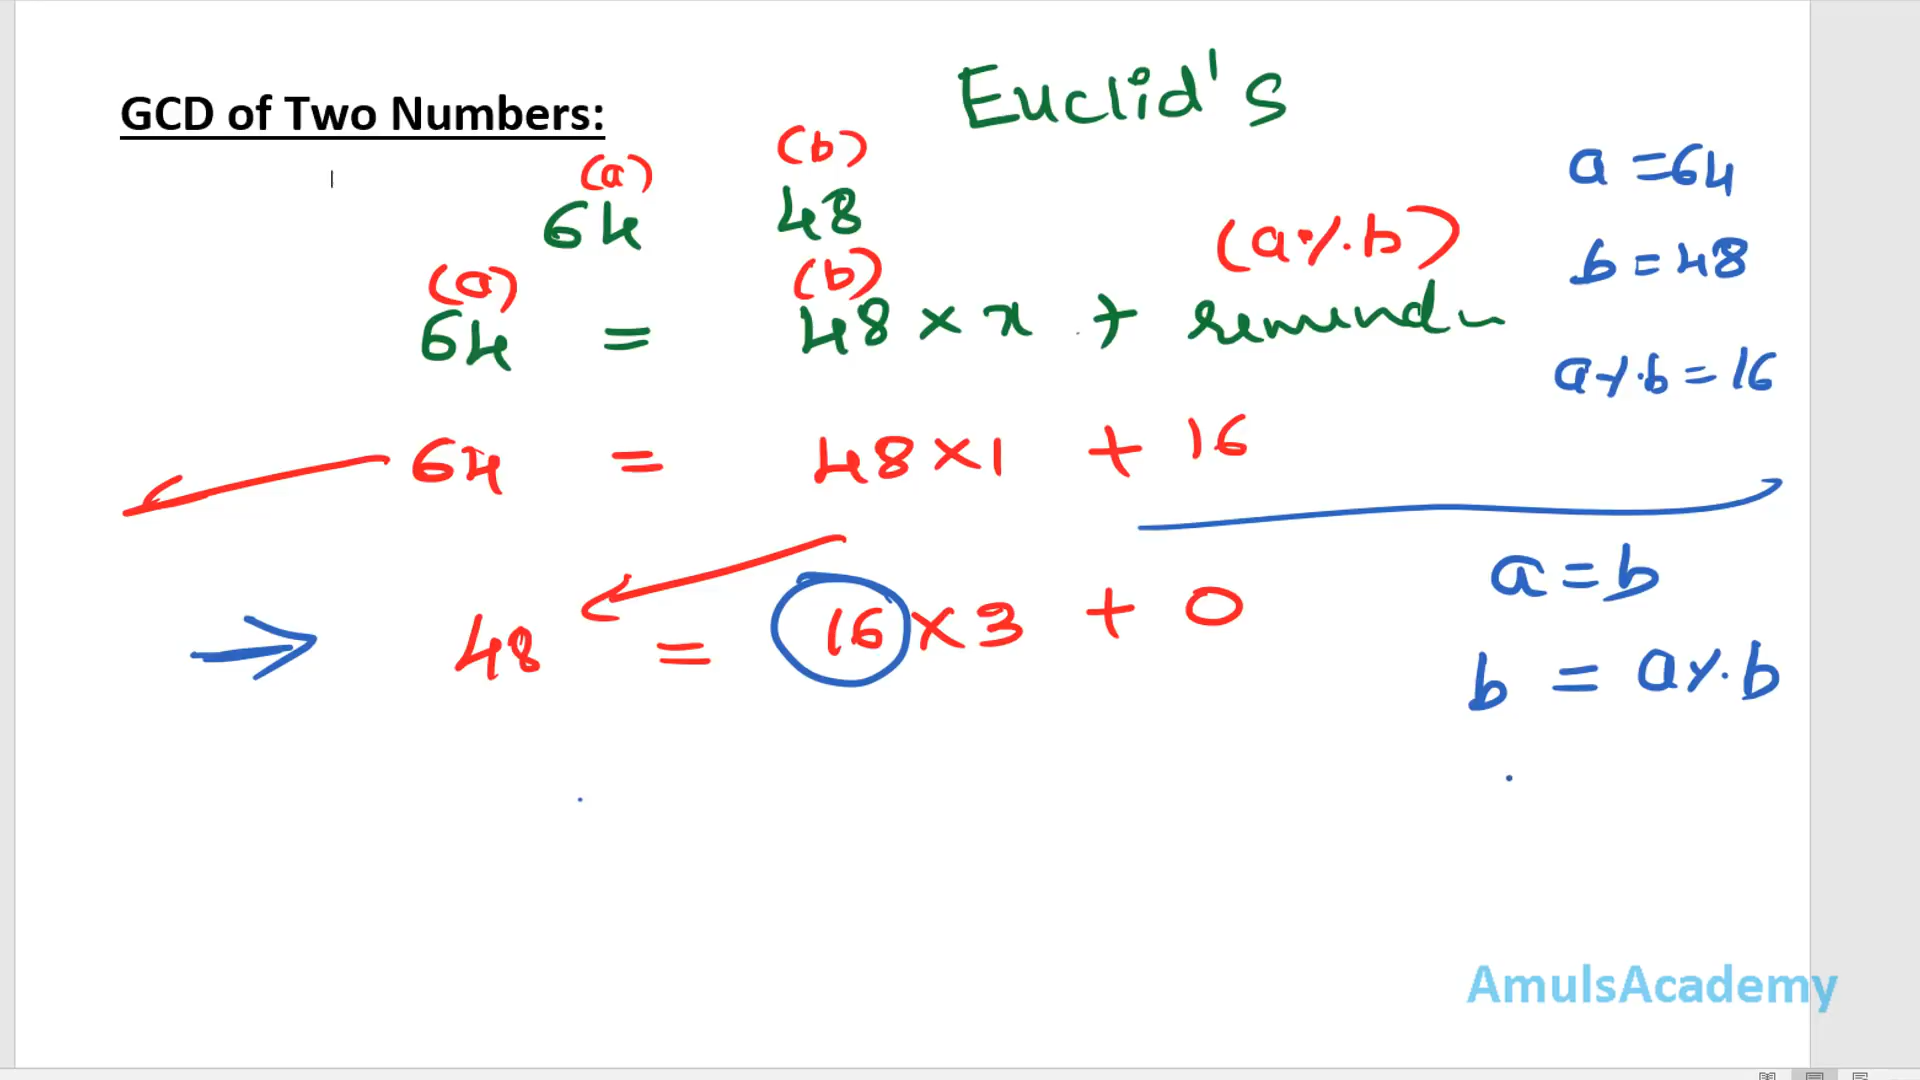 Euclid's
GCD of Two Numbers:
(a) (b)
64 48
(a) (b) (a%b)
64 = 48 × x + remind
64 = 48 × 1 + 16
48 = 16 × 3 + 0
a = 64
b = 48
a%b = 16
a = b
b = a%b
AmulsAcademy